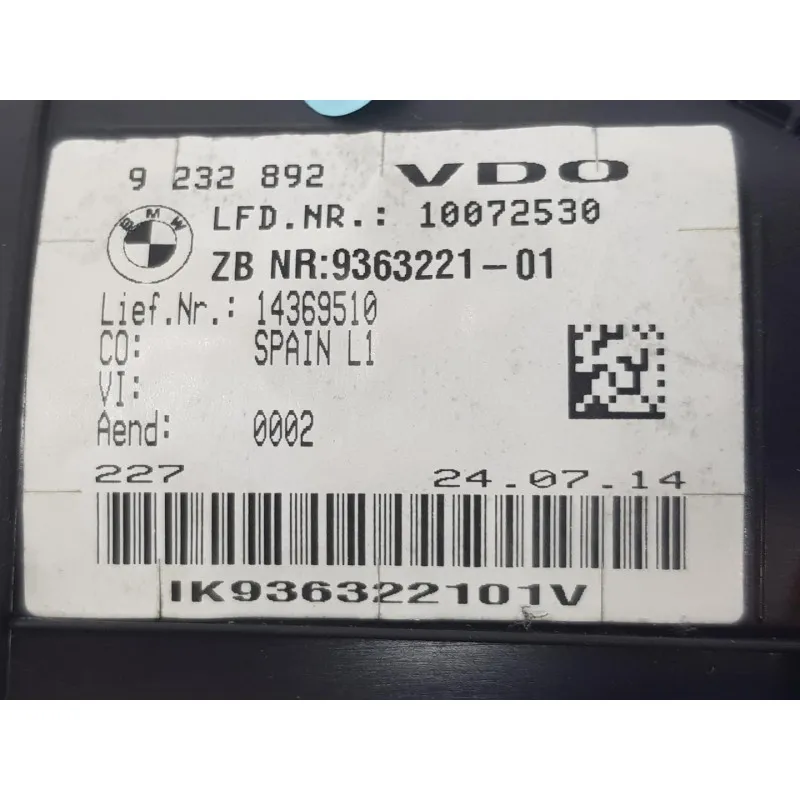 9 232 892 VDO
BMW
LFD.NR.: 10072530
ZB NR:9363221-01
Lief.Nr.: 14369510
CO: SPAIN L1
VI:
Aend: 0002
227 24.07.14
IK936322101V